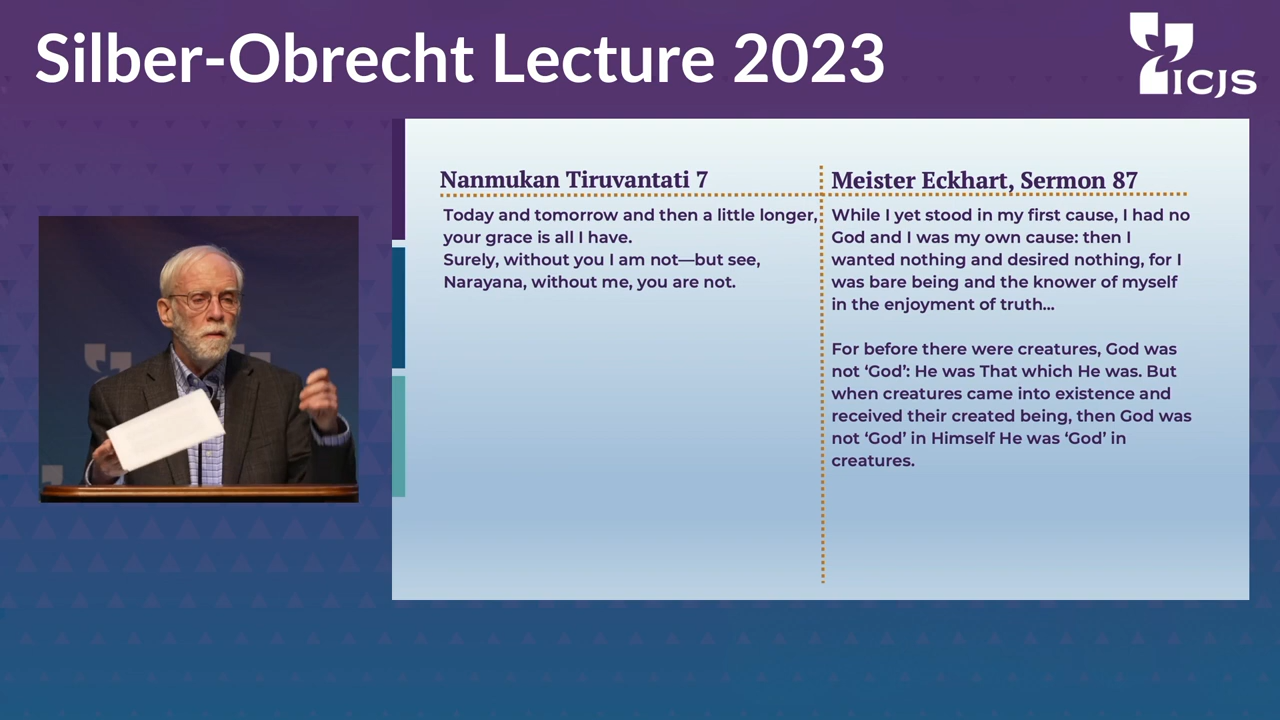 Silber-Obrecht Lecture 2023
ICJS
Nanmukan Tiruvantati 7
Today and tomorrow and then a little longer,
your grace is all I have.
Surely, without you I am not—but see,
Narayana, without me, you are not.
Meister Eckhart, Sermon 87
While I yet stood in my first cause, I had no
God and I was my own cause: then I
wanted nothing and desired nothing, for I
was bare being and the knower of myself
in the enjoyment of truth...
For before there were creatures, God was
not ‘God’: He was That which He was. But
when creatures came into existence and
received their created being, then God was
not ‘God’ in Himself He was ‘God’ in
creatures.